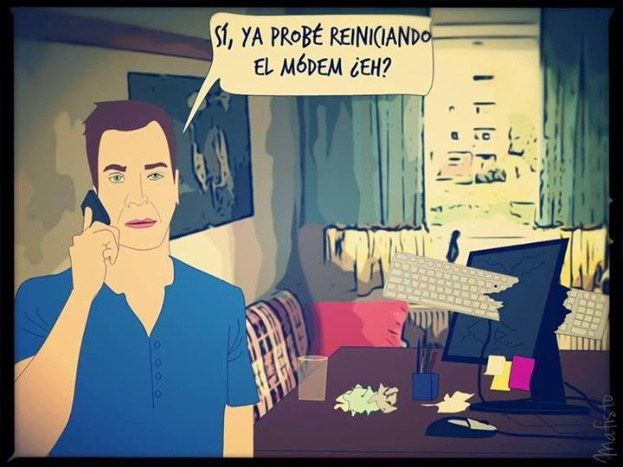 SÍ, YA PROBÉ REINICIANDO
EL MÓDEM ¿EH?
Mafisto